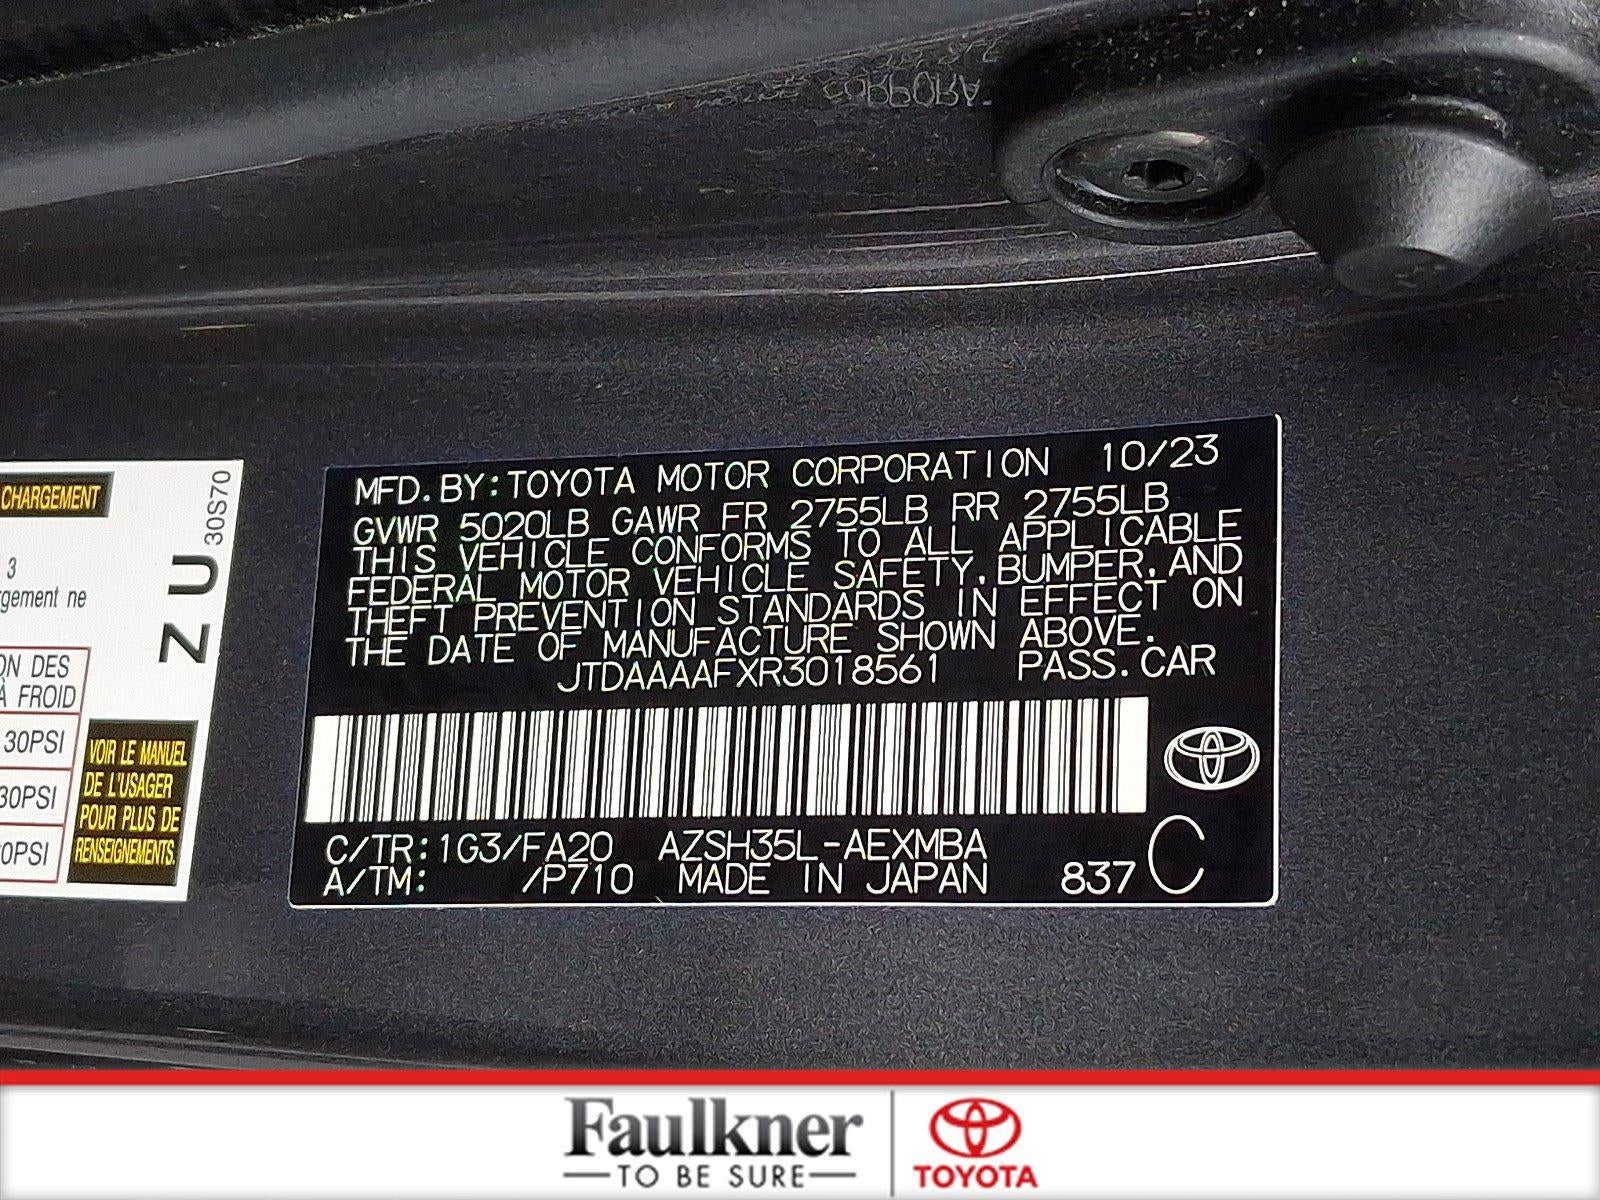 CHARGEMENT
3
rgement ne
ON DES
À FROID
30PSI
30PSI
0PSI
VOIR LE MANUEL
DE L'USAGER
POUR PLUS DE
RENSEIGNEMENTS.
Z U
30S70
MFD.BY:TOYOTA MOTOR CORPORATION 10/23
GVWR 5020LB GAWR FR 2755LB RR 2755LB
THIS VEHICLE CONFORMS TO ALL APPLICABLE
FEDERAL MOTOR VEHICLE SAFETY,BUMPER,AND
THEFT PREVENTION STANDARDS IN EFFECT ON
THE DATE OF MANUFACTURE SHOWN ABOVE.
JTDAAAAFXR3018561 PASS.CAR
C/TR:1G3/FA20 AZSH35L-AEXMBA
A/TM: /P710 MADE IN JAPAN 837 C
Faulkner
TO BE SURE
TOYOTA